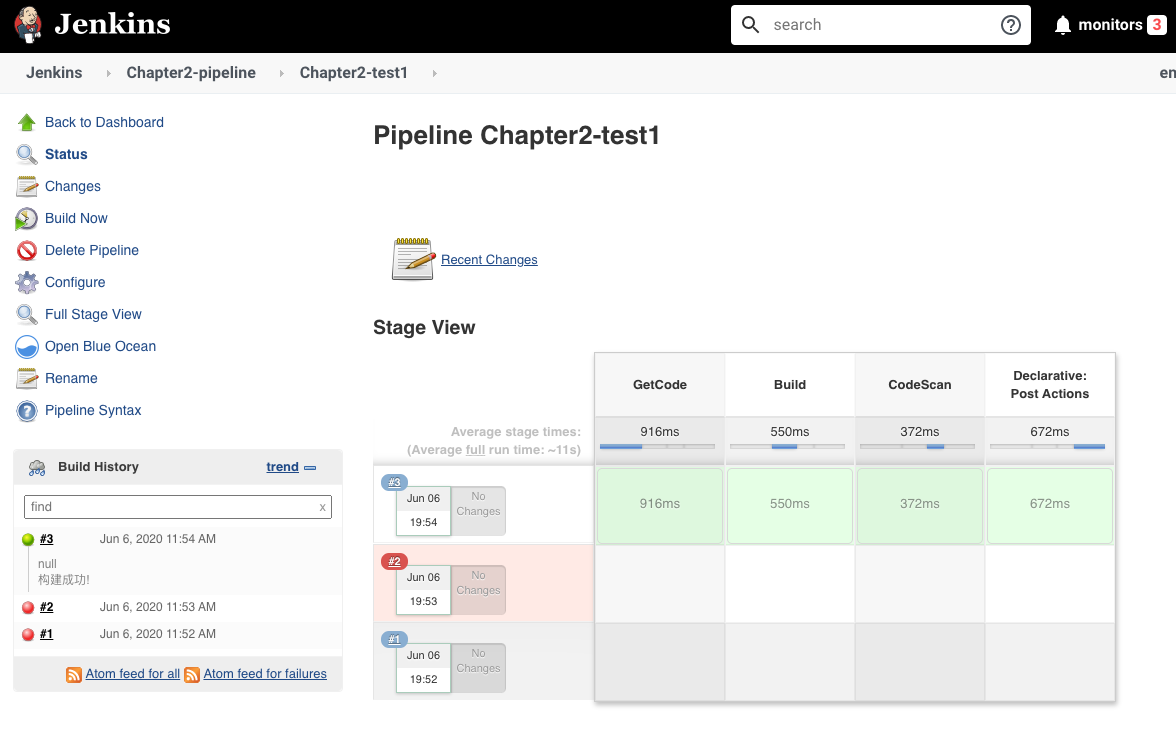 Jenkins
search
monitors 3
Jenkins Chapter2-pipeline Chapter2-test1
en
Back to Dashboard
Status
Changes
Build Now
Delete Pipeline
Configure
Full Stage View
Open Blue Ocean
Rename
Pipeline Syntax
Build History trend
find x
#3 Jun 6, 2020 11:54 AM
null
构建成功!
#2 Jun 6, 2020 11:53 AM
#1 Jun 6, 2020 11:52 AM
Atom feed for all Atom feed for failures
Pipeline Chapter2-test1
Recent Changes
Stage View
GetCode Build CodeScan Declarative: Post Actions
Average stage times: 916ms 550ms 372ms 672ms
(Average full run time: ~11s)
#3
Jun 06 No Changes
19:54
916ms 550ms 372ms 672ms
#2
Jun 06 No Changes
19:53
#1
Jun 06 No Changes
19:52